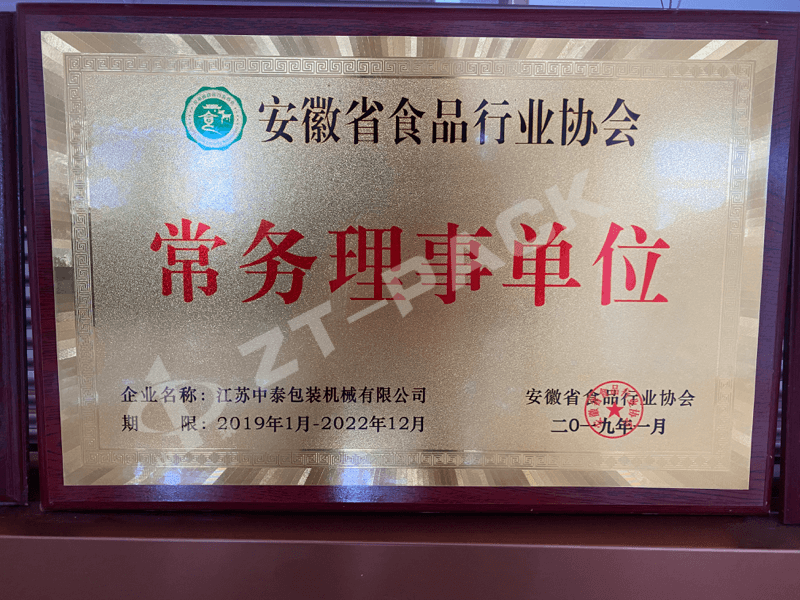 安徽省食品行业协会
常务理事单位
ZT-PACK
企业名称：江苏中泰包装机械有限公司
期　　限：2019年1月-2022年12月
安徽省食品行业协会
二〇一九年一月